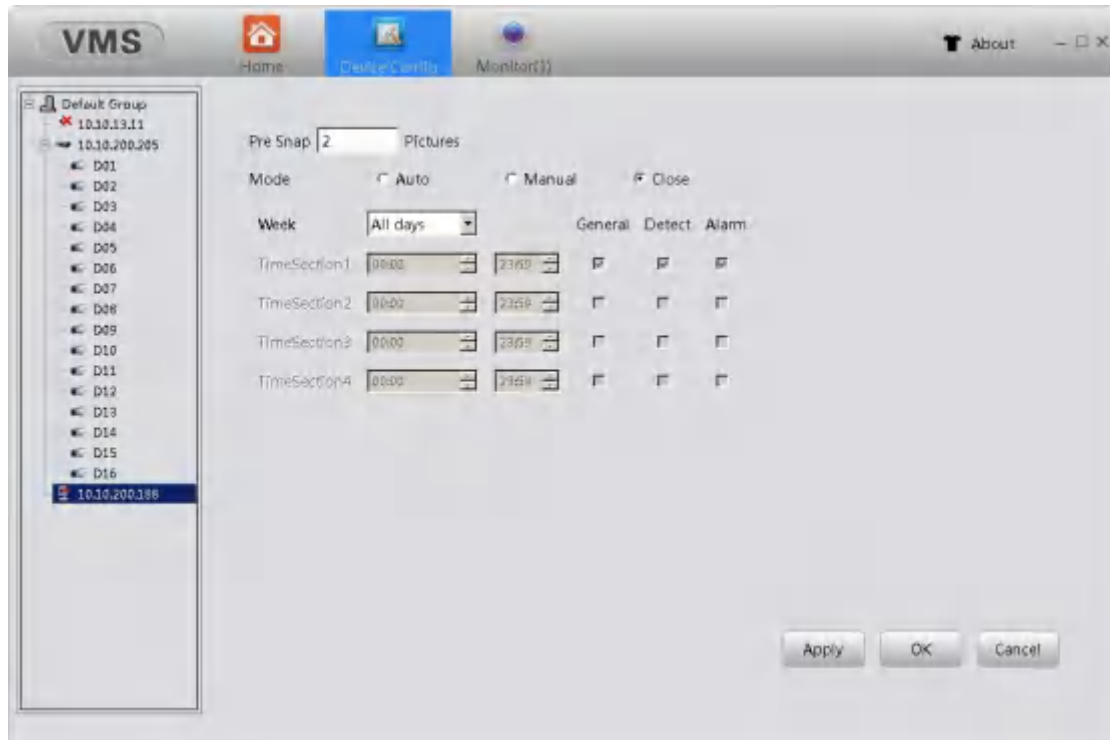 VMS
Home
Device Config
Monitor(1)
About
Default Group
10.10.13.11
10.10.200.205
D01
D02
D03
D04
D05
D06
D07
D08
D09
D10
D11
D12
D13
D14
D15
D16
10.10.200.186
Pre Snap 2 Pictures
Mode Auto Manual Close
Week All days General Detect Alarm
TimeSection1 00:00 23:59
TimeSection2 00:00 23:59
TimeSection3 00:00 23:59
TimeSection4 00:00 23:59
Apply OK Cancel